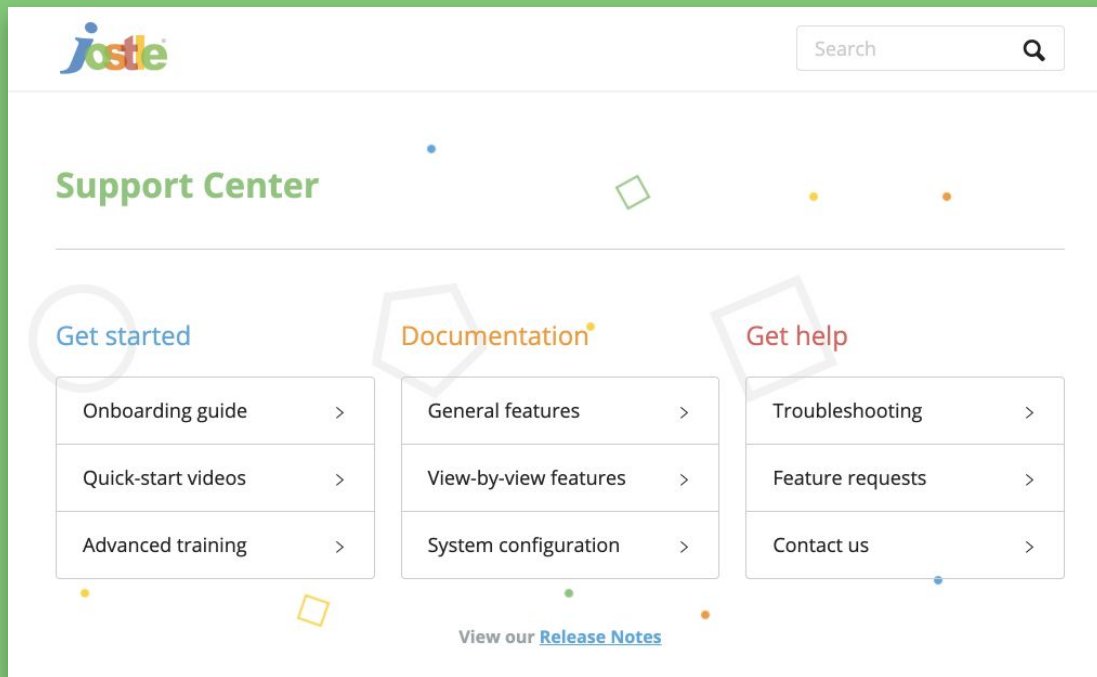 jostle
Search
Support Center
Get started
Onboarding guide
Quick-start videos
Advanced training
Documentation
General features
View-by-view features
System configuration
Get help
Troubleshooting
Feature requests
Contact us
View our Release Notes